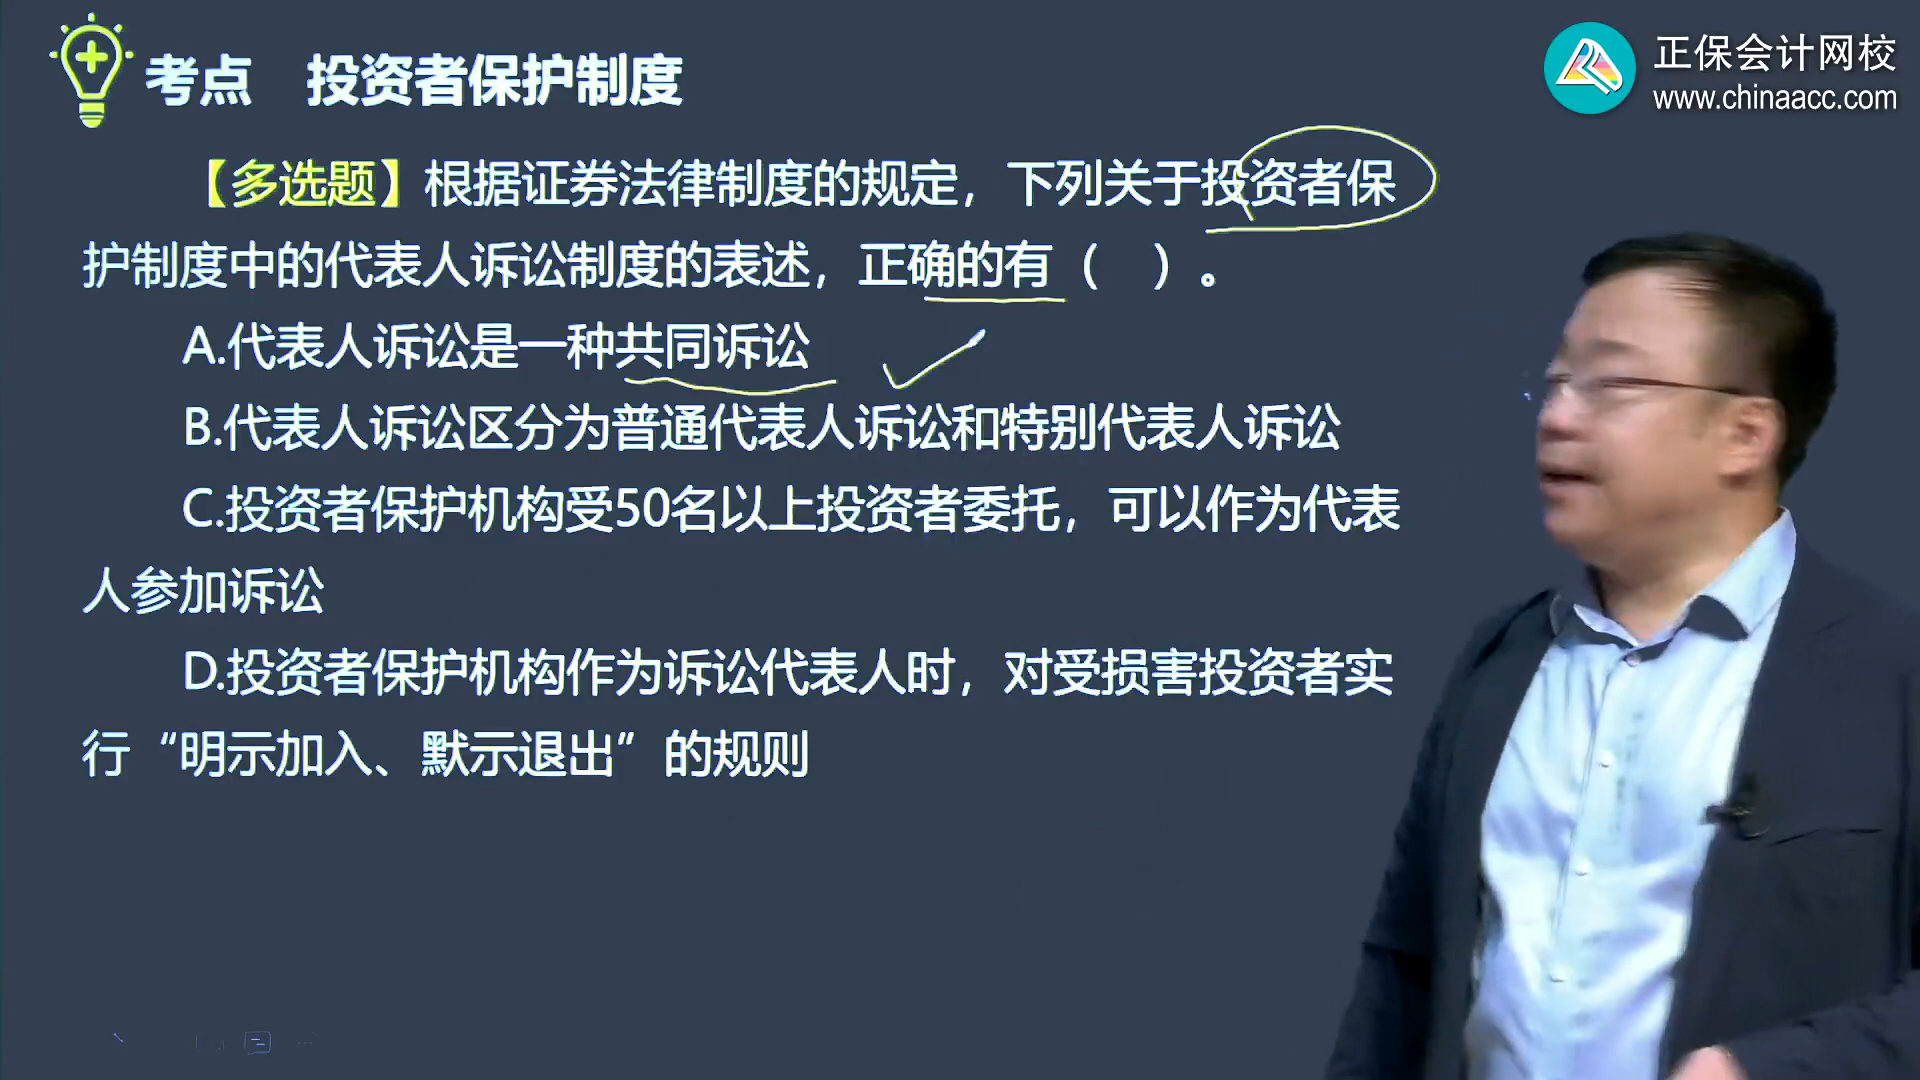 考点 投资者保护制度
正保会计网校
www.chinaacc.com
【多选题】根据证券法律制度的规定，下列关于投资者保
护制度中的代表人诉讼制度的表述，正确的有（ ）。
A.代表人诉讼是一种共同诉讼
B.代表人诉讼区分为普通代表人诉讼和特别代表人诉讼
C.投资者保护机构受50名以上投资者委托，可以作为代表
人参加诉讼
D.投资者保护机构作为诉讼代表人时，对受损害投资者实
行“明示加入、默示退出”的规则